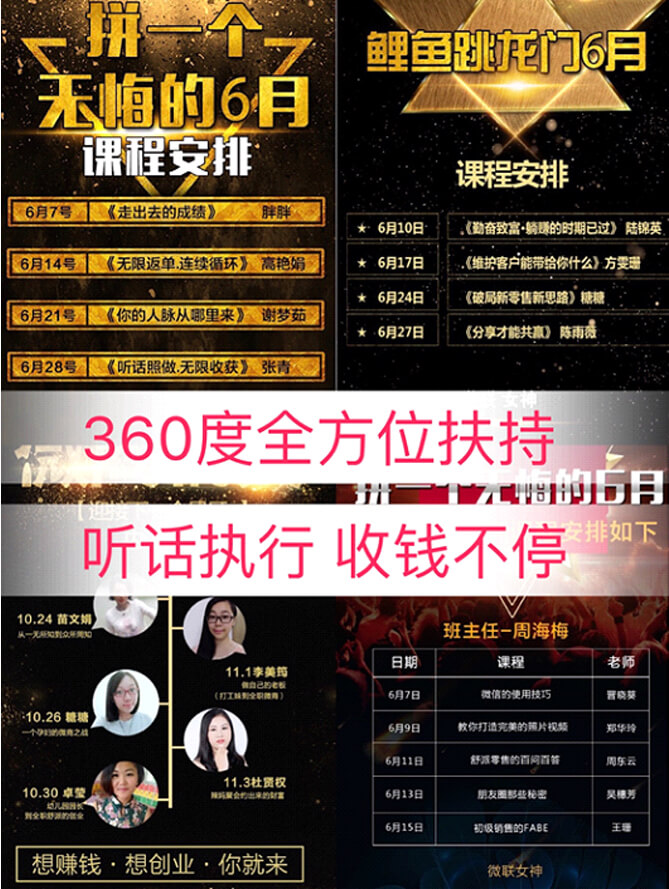 拼一个
无悔的6月
课程安排
6月7号 《走出去的成绩》 胖胖
6月14号 《无限返单.连续循环》 高艳娟
6月21号 《你的人脉从哪里来》 谢梦茹
6月28号 《听话照做.无限收获》 张青
鲤鱼跳龙门6月
课程安排
★ 6月10日 《勤奋致富·躺赚的时期已过》 陆锦英
★ 6月17日 《维护客户能带给你什么》方雯珊
★ 6月24日 《破局新零售新思路》糖糖
★ 6月27日 《分享才能共赢》 陈雨薇
女神
360度全方位扶持
拼一个无悔的6月
安排如下
听话执行 收钱不停
10.24 苗文娟
从一无所知到众所周知
11.1李美筠
做自己的老板
(打工妹到全职微商)
10.26 糖糖
一个孕妇的微商之战
11.3杜贤权
辣妈聚会约出来的财富
10.30 卓莹
幼儿园园长
到全职舒派的创业
想赚钱·想创业·你就来
班主任-周海梅
日期 课程 老师
6月7日 微信的使用技巧 晋晓葵
6月9日 教你打造完美的照片视频 郑华玲
6月11日 舒派零售的百问百答 周东云
6月13日 朋友圈那些秘密 吴穗芳
6月15日 初级销售的FABE 王珊
微联女神